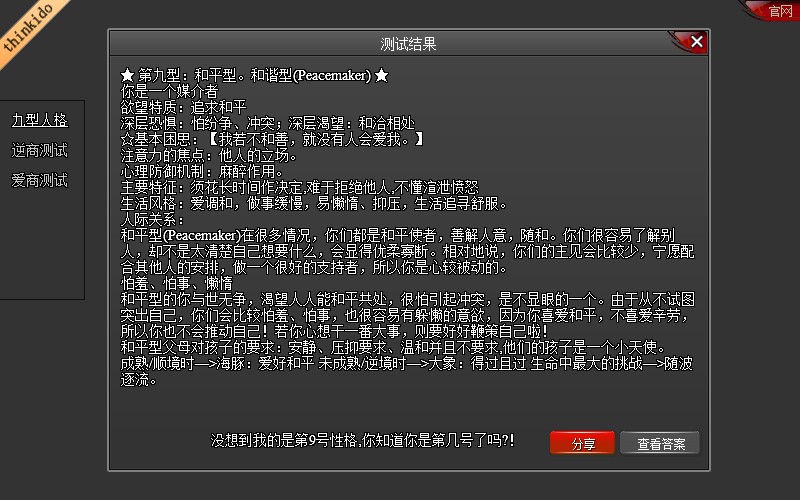 thinkido
官网
测试结果
九型人格
逆商测试
爱商测试
★ 第九型：和平型。和谐型(Peacemaker) ★
你是一个媒介者
欲望特质：追求和平
深层恐惧：怕纷争、冲突；深层渴望：和洽相处
☆基本困思：【我若不和善，就没有人会爱我。】
注意力的焦点：他人的立场。
心理防御机制：麻醉作用。
主要特征：须花长时间作决定,难于拒绝他人,不懂渲泄愤怒
生活风格：爱调和，做事缓慢，易懒惰、抑压，生活追寻舒服。
人际关系：
和平型(Peacemaker)在很多情况，你们都是和平使者，善解人意，随和。你们很容易了解别
人，却不是太清楚自己想要什么，会显得优柔寡断。相对地说，你们的主见会比较少，宁愿配
合其他人的安排，做一个很好的支持者，所以你是心较被动的。
怕羞、怕事、懒惰
和平型的你与世无争，渴望人人能和平共处，很怕引起冲突，是不显眼的一个。由于从不试图
突出自己，你们会比较怕羞、怕事，也很容易有躲懒的意欲，因为你喜爱和平，不喜爱辛劳，
所以你也不会推动自己！若你心想干一番大事，则要好好鞭策自己啦！
和平型父母对孩子的要求：安静、压抑要求、温和并且不要求,他们的孩子是一个小天使。
成熟/顺境时—>海豚：爱好和平 未成熟/逆境时—>大象：得过且过 生命中最大的挑战—>随波
逐流。
没想到我的是第9号性格,你知道你是第几号了吗?!
分享
查看答案